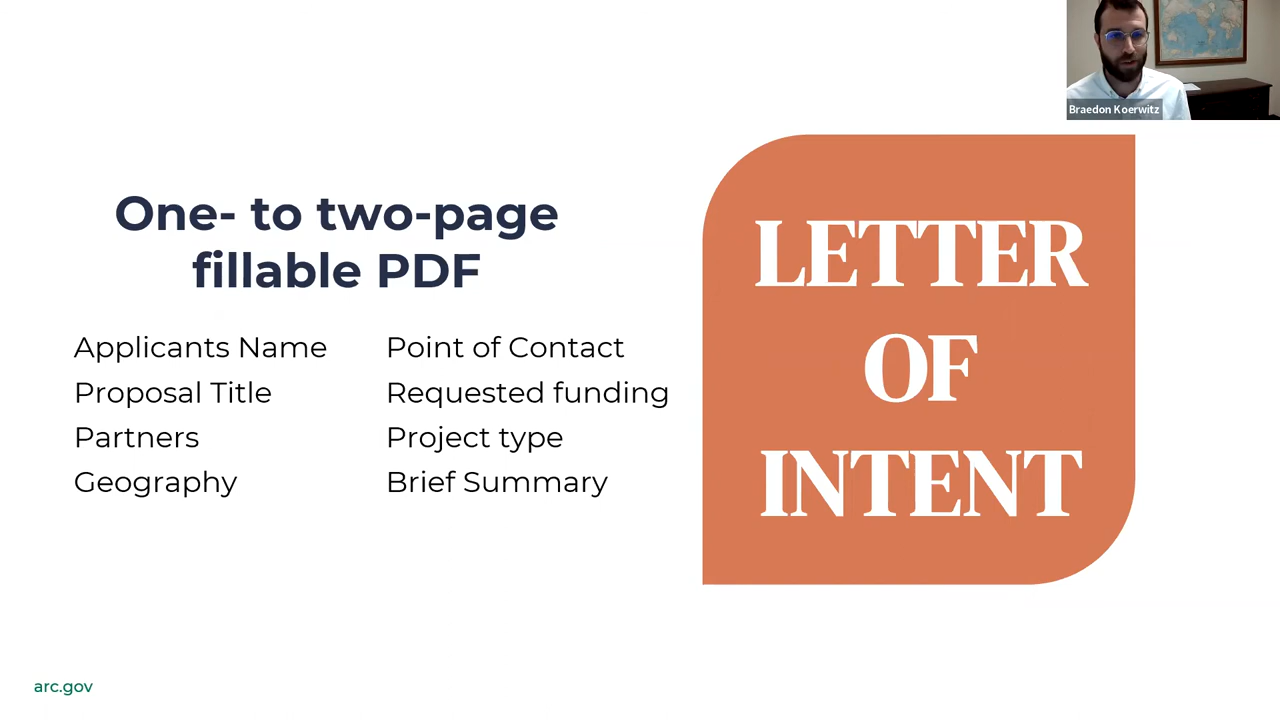 Braedon Koerwitz
One- to two-page
fillable PDF
Applicants Name
Proposal Title
Partners
Geography
Point of Contact
Requested funding
Project type
Brief Summary
LETTER
OF
INTENT
arc.gov